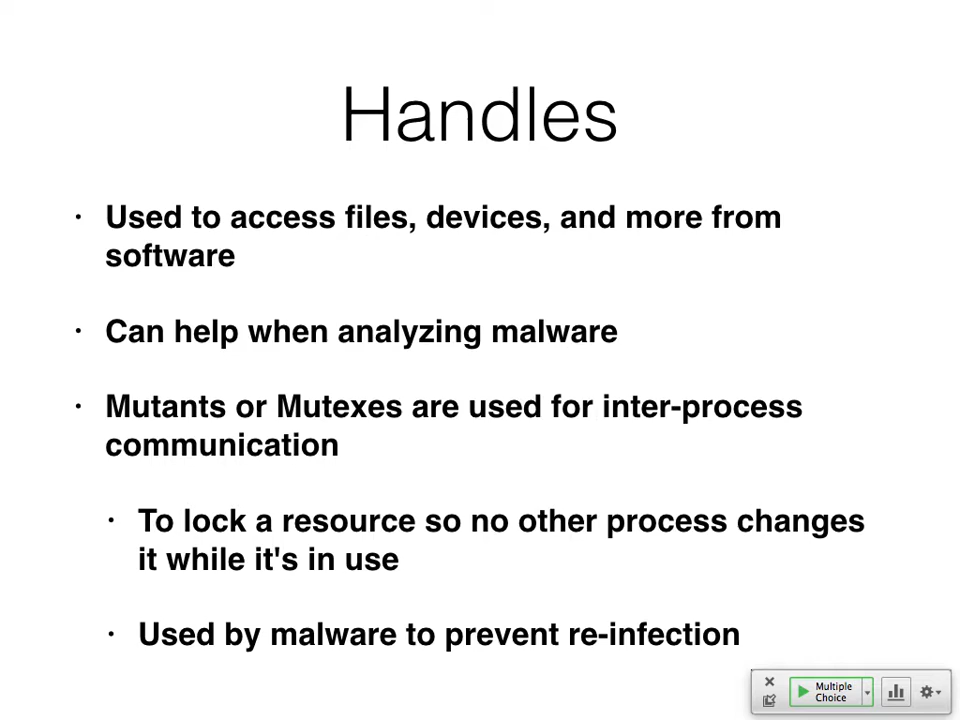 Handles
• Used to access files, devices, and more from
software
• Can help when analyzing malware
• Mutants or Mutexes are used for inter-process
communication
• To lock a resource so no other process changes
it while it's in use
• Used by malware to prevent re-infection
Multiple
Choice